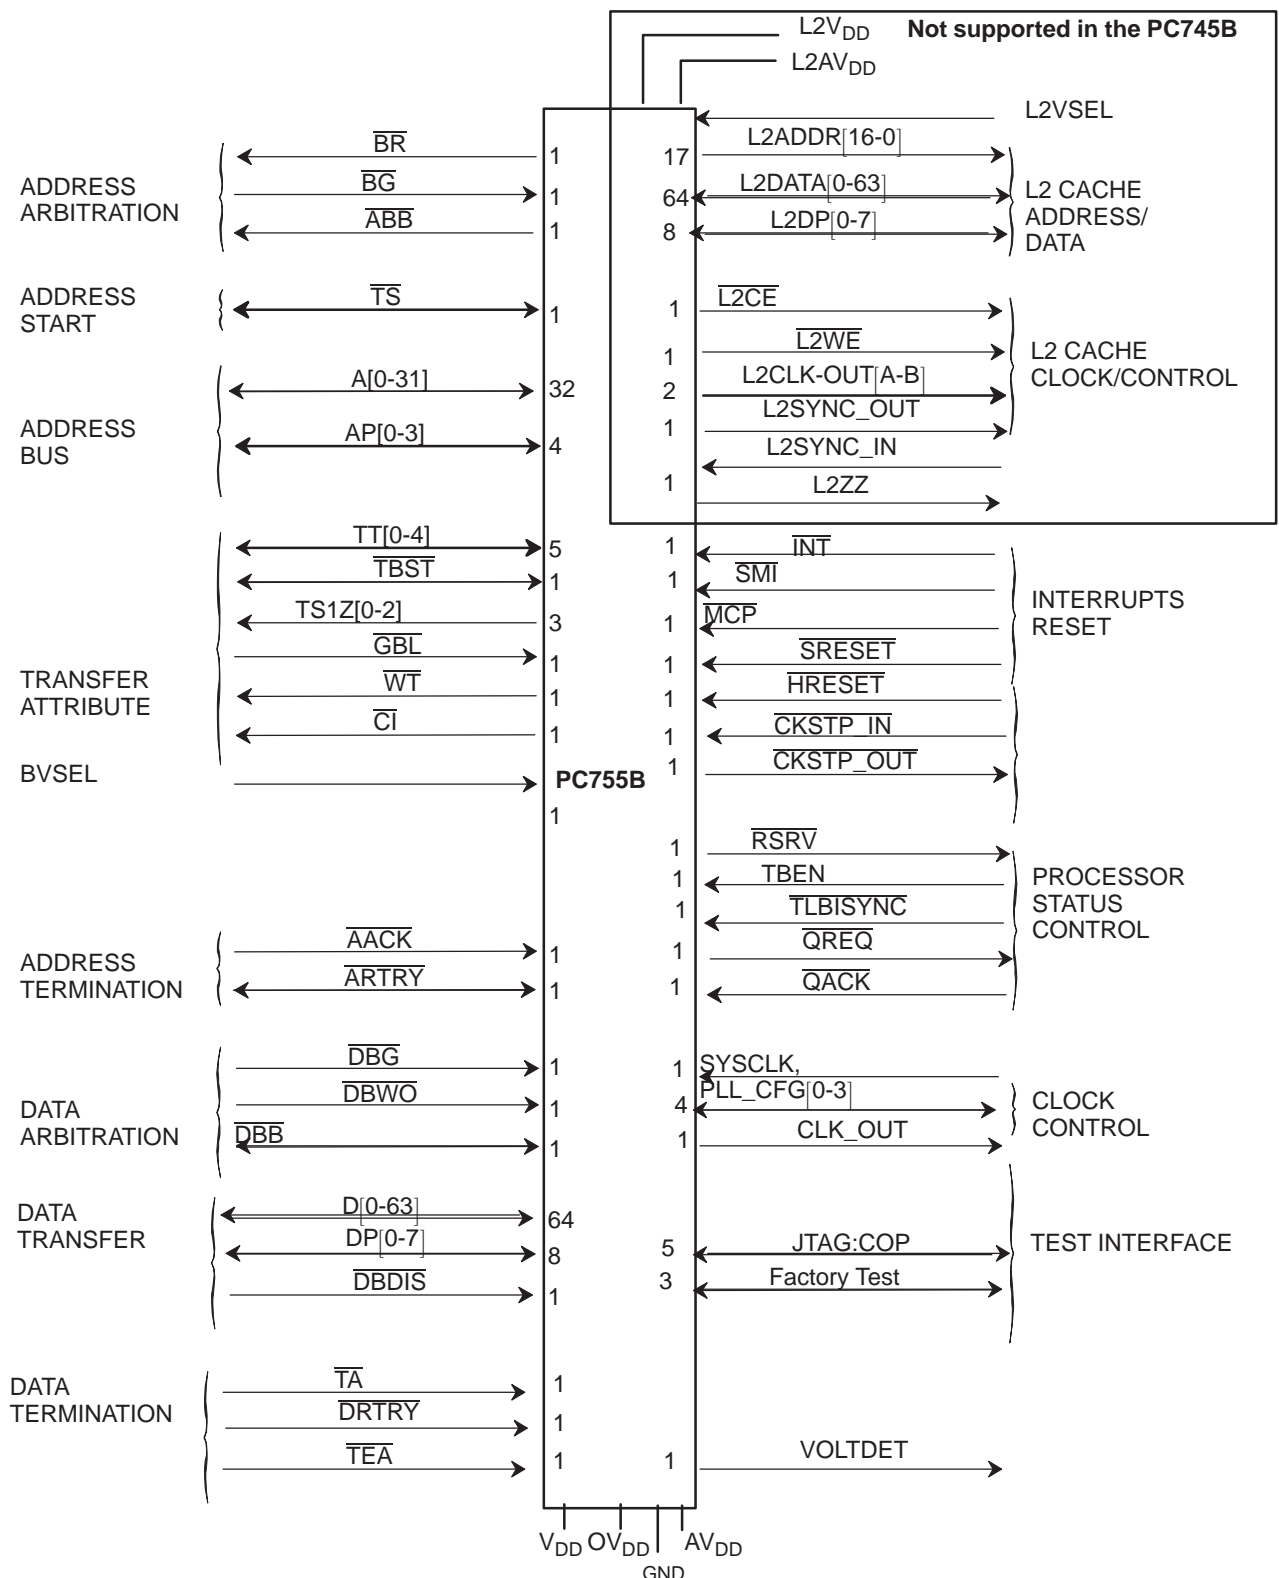 L2VDD Not supported in the PC745B
L2AVDD
L2VSEL
ADDRESS
ARBITRATION
BR 1
BG 1
ABB 1
17 L2ADDR[16-0]
64 L2DATA[0-63]
8 L2DP[0-7]
L2 CACHE
ADDRESS/
DATA
ADDRESS
START
TS 1
1 L2CE
1 L2WE
2 L2CLK-OUT[A-B]
1 L2SYNC_OUT
L2SYNC_IN
1 L2ZZ
L2 CACHE
CLOCK/CONTROL
ADDRESS
BUS
A[0-31] 32
AP[0-3] 4
TRANSFER
ATTRIBUTE
TT[0-4] 5
TBST 1
TS1Z[0-2] 3
GBL 1
WT 1
CI 1
1 INT
1 SMI
1 MCP
1 SRESET
1 HRESET
1 CKSTP_IN
1 CKSTP_OUT
INTERRUPTS
RESET
BVSEL
PC755B
1
1 RSRV
1 TBEN
1 TLBISYNC
1 QREQ
1 QACK
PROCESSOR
STATUS
CONTROL
ADDRESS
TERMINATION
AACK 1
ARTRY 1
DATA
ARBITRATION
DBG 1
DBWO 1
DBB 1
1 SYSCLK,
4 PLL_CFG[0-3]
1 CLK_OUT
CLOCK
CONTROL
DATA
TRANSFER
D[0-63] 64
DP[0-7] 8
DBDIS 1
5 JTAG:COP
3 Factory Test
TEST INTERFACE
DATA
TERMINATION
TA 1
DRTRY 1
TEA 1
1 VOLTDET
VDD OVDD AVDD
GND